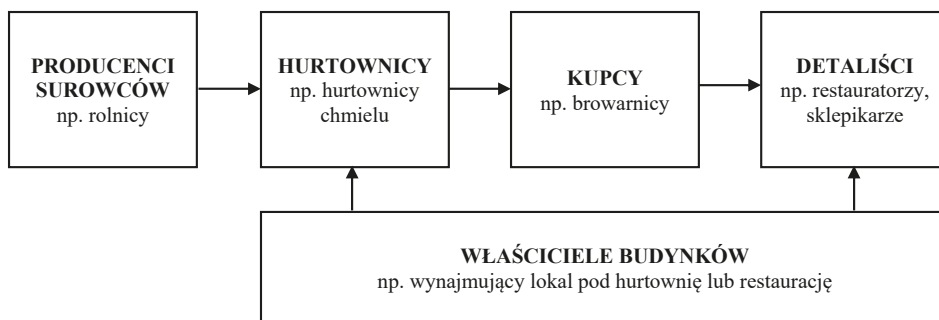 PRODUCENCI
SUROWCÓW
np. rolnicy
HURTOWNICY
np. hurtownicy
chmielu
KUPCY
np. browarnicy
DETALIŚCI
np. restauratorzy,
sklepikarze
WŁAŚCICIELE BUDYNKÓW
np. wynajmujący lokal pod hurtownię lub restaurację